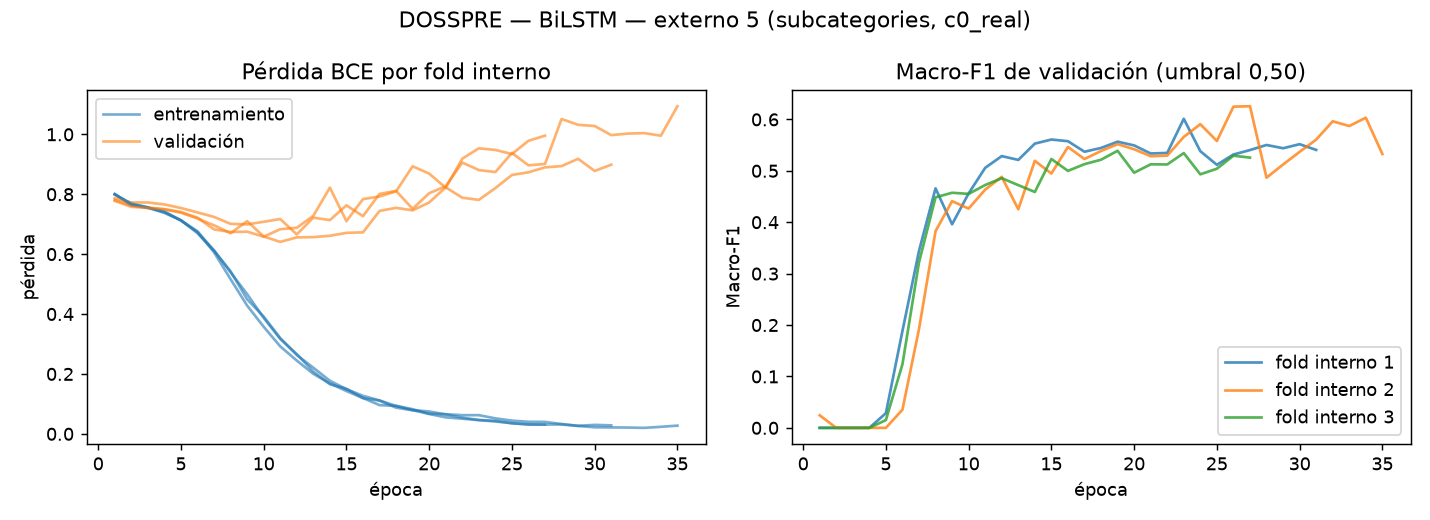 DOSSPRE — BiLSTM — externo 5 (subcategories, c0_real)
Pérdida BCE por fold interno
entrenamiento
validación
pérdida
1.0
0.8
0.6
0.4
0.2
0.0
0 5 10 15 20 25 30 35
época
Macro-F1 de validación (umbral 0,50)
Macro-F1
0.6
0.5
0.4
0.3
0.2
0.1
0.0
fold interno 1
fold interno 2
fold interno 3
0 5 10 15 20 25 30 35
época